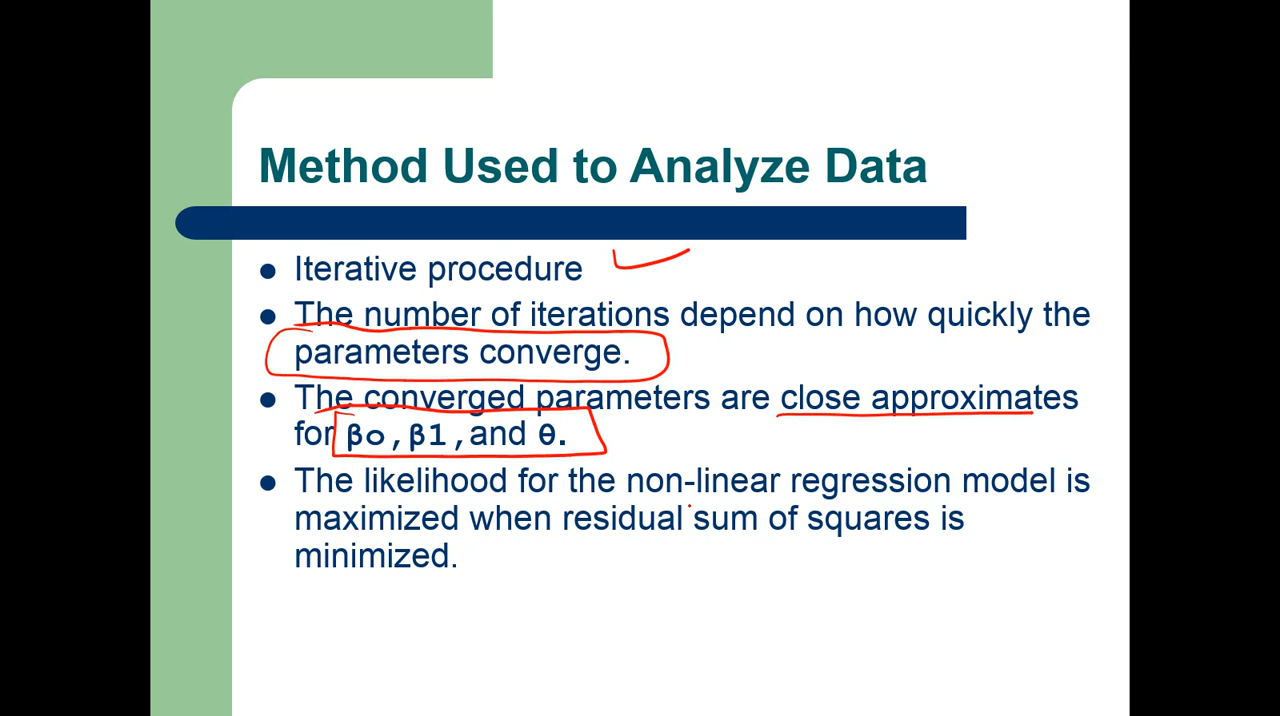 Method Used to Analyze Data
Iterative procedure
The number of iterations depend on how quickly the
parameters converge.
The converged parameters are close approximates
for βo,β1,and θ.
The likelihood for the non-linear regression model is
maximized when residual sum of squares is
minimized.